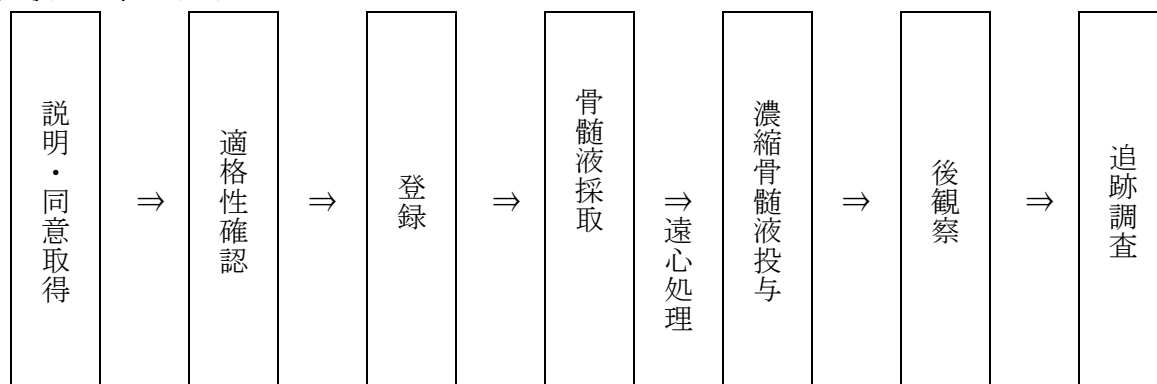 説明・同意取得
⇒
適格性確認
⇒
登録
⇒
骨髄液採取
⇒遠心処理
濃縮骨髄液投与
⇒
後観察
⇒
追跡調査